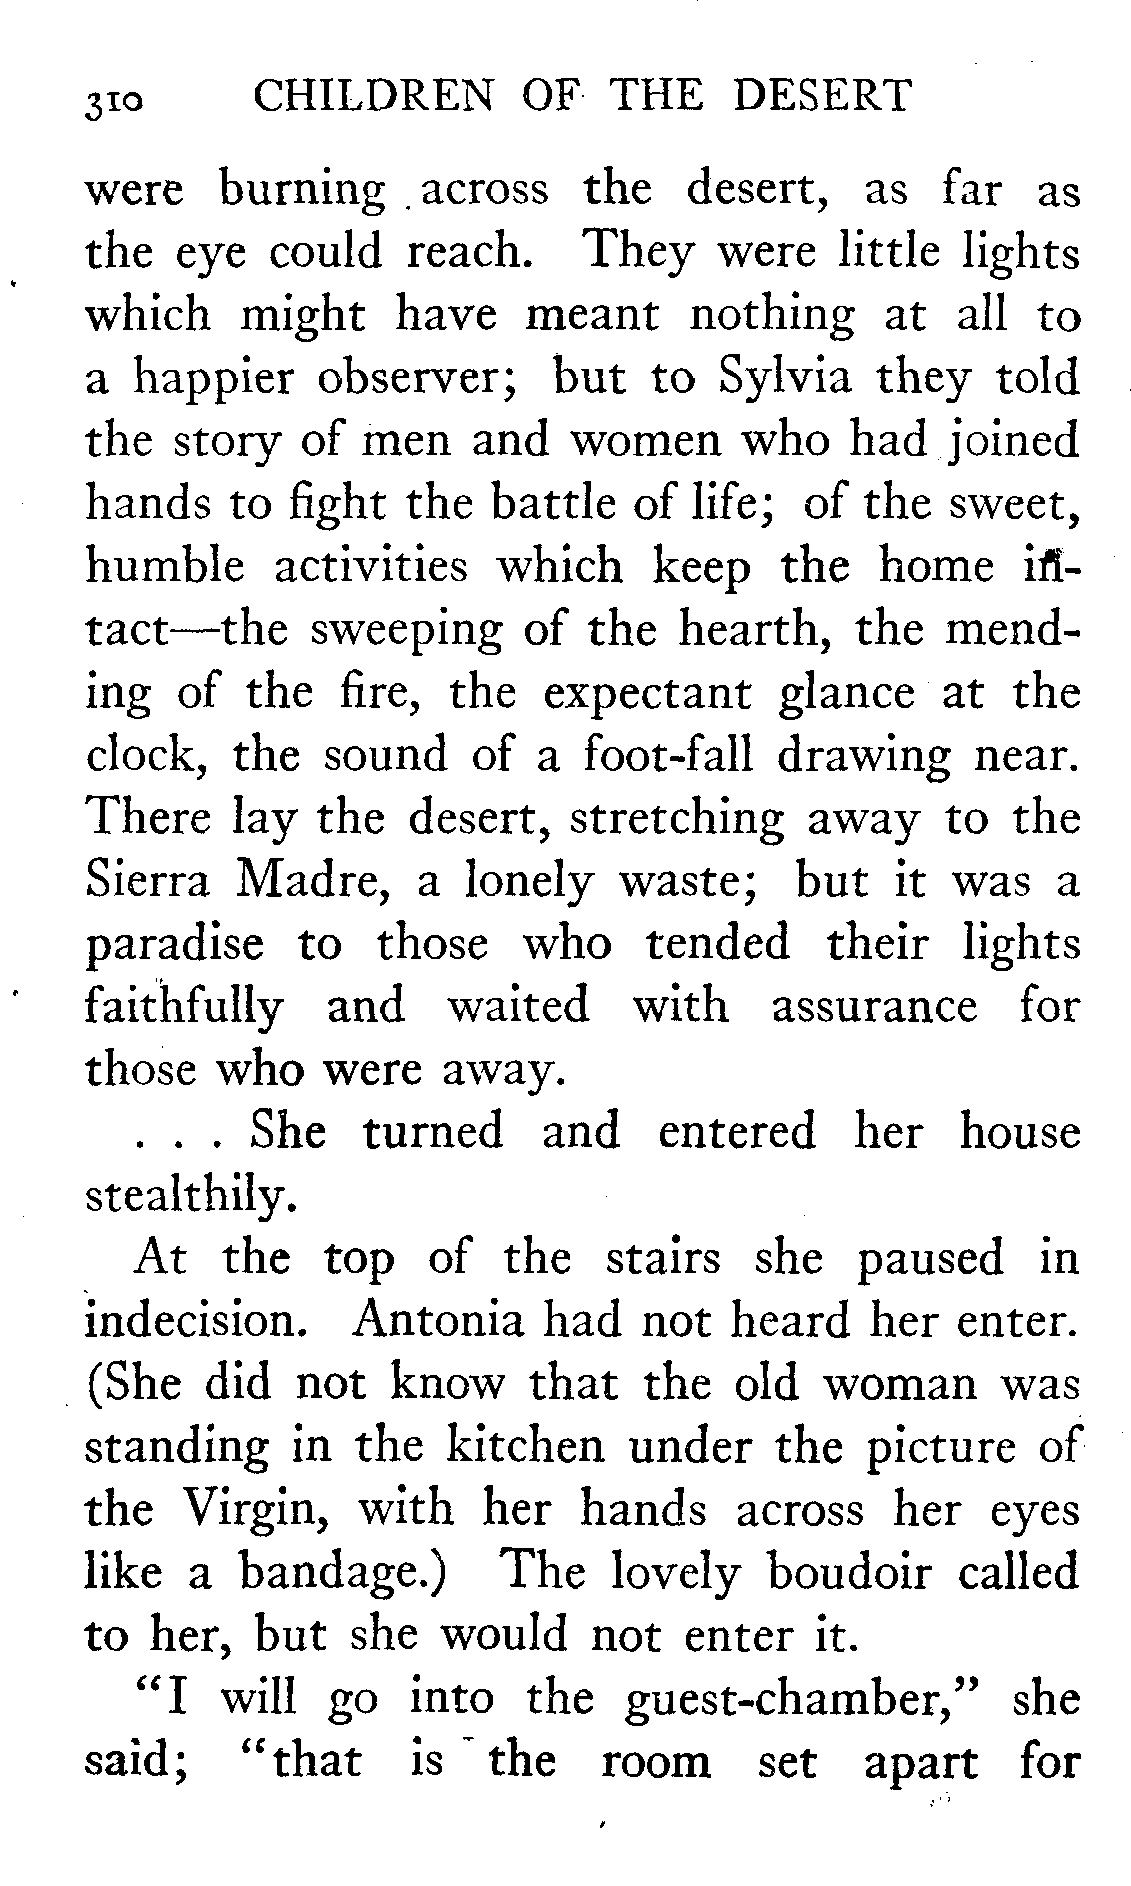 310 CHILDREN OF THE DESERT
were burning across the desert, as far as
the eye could reach. They were little lights
which might have meant nothing at all to
a happier observer; but to Sylvia they told
the story of men and women who had joined
hands to fight the battle of life; of the sweet,
humble activities which keep the home in-
tact—the sweeping of the hearth, the mend-
ing of the fire, the expectant glance at the
clock, the sound of a foot-fall drawing near.
There lay the desert, stretching away to the
Sierra Madre, a lonely waste; but it was a
paradise to those who tended their lights
faithfully and waited with assurance for
those who were away.
. . . She turned and entered her house
stealthily.
At the top of the stairs she paused in
indecision. Antonia had not heard her enter.
(She did not know that the old woman was
standing in the kitchen under the picture of
the Virgin, with her hands across her eyes
like a bandage.) The lovely boudoir called
to her, but she would not enter it.
“I will go into the guest-chamber,” she
said; “that is the room set apart for